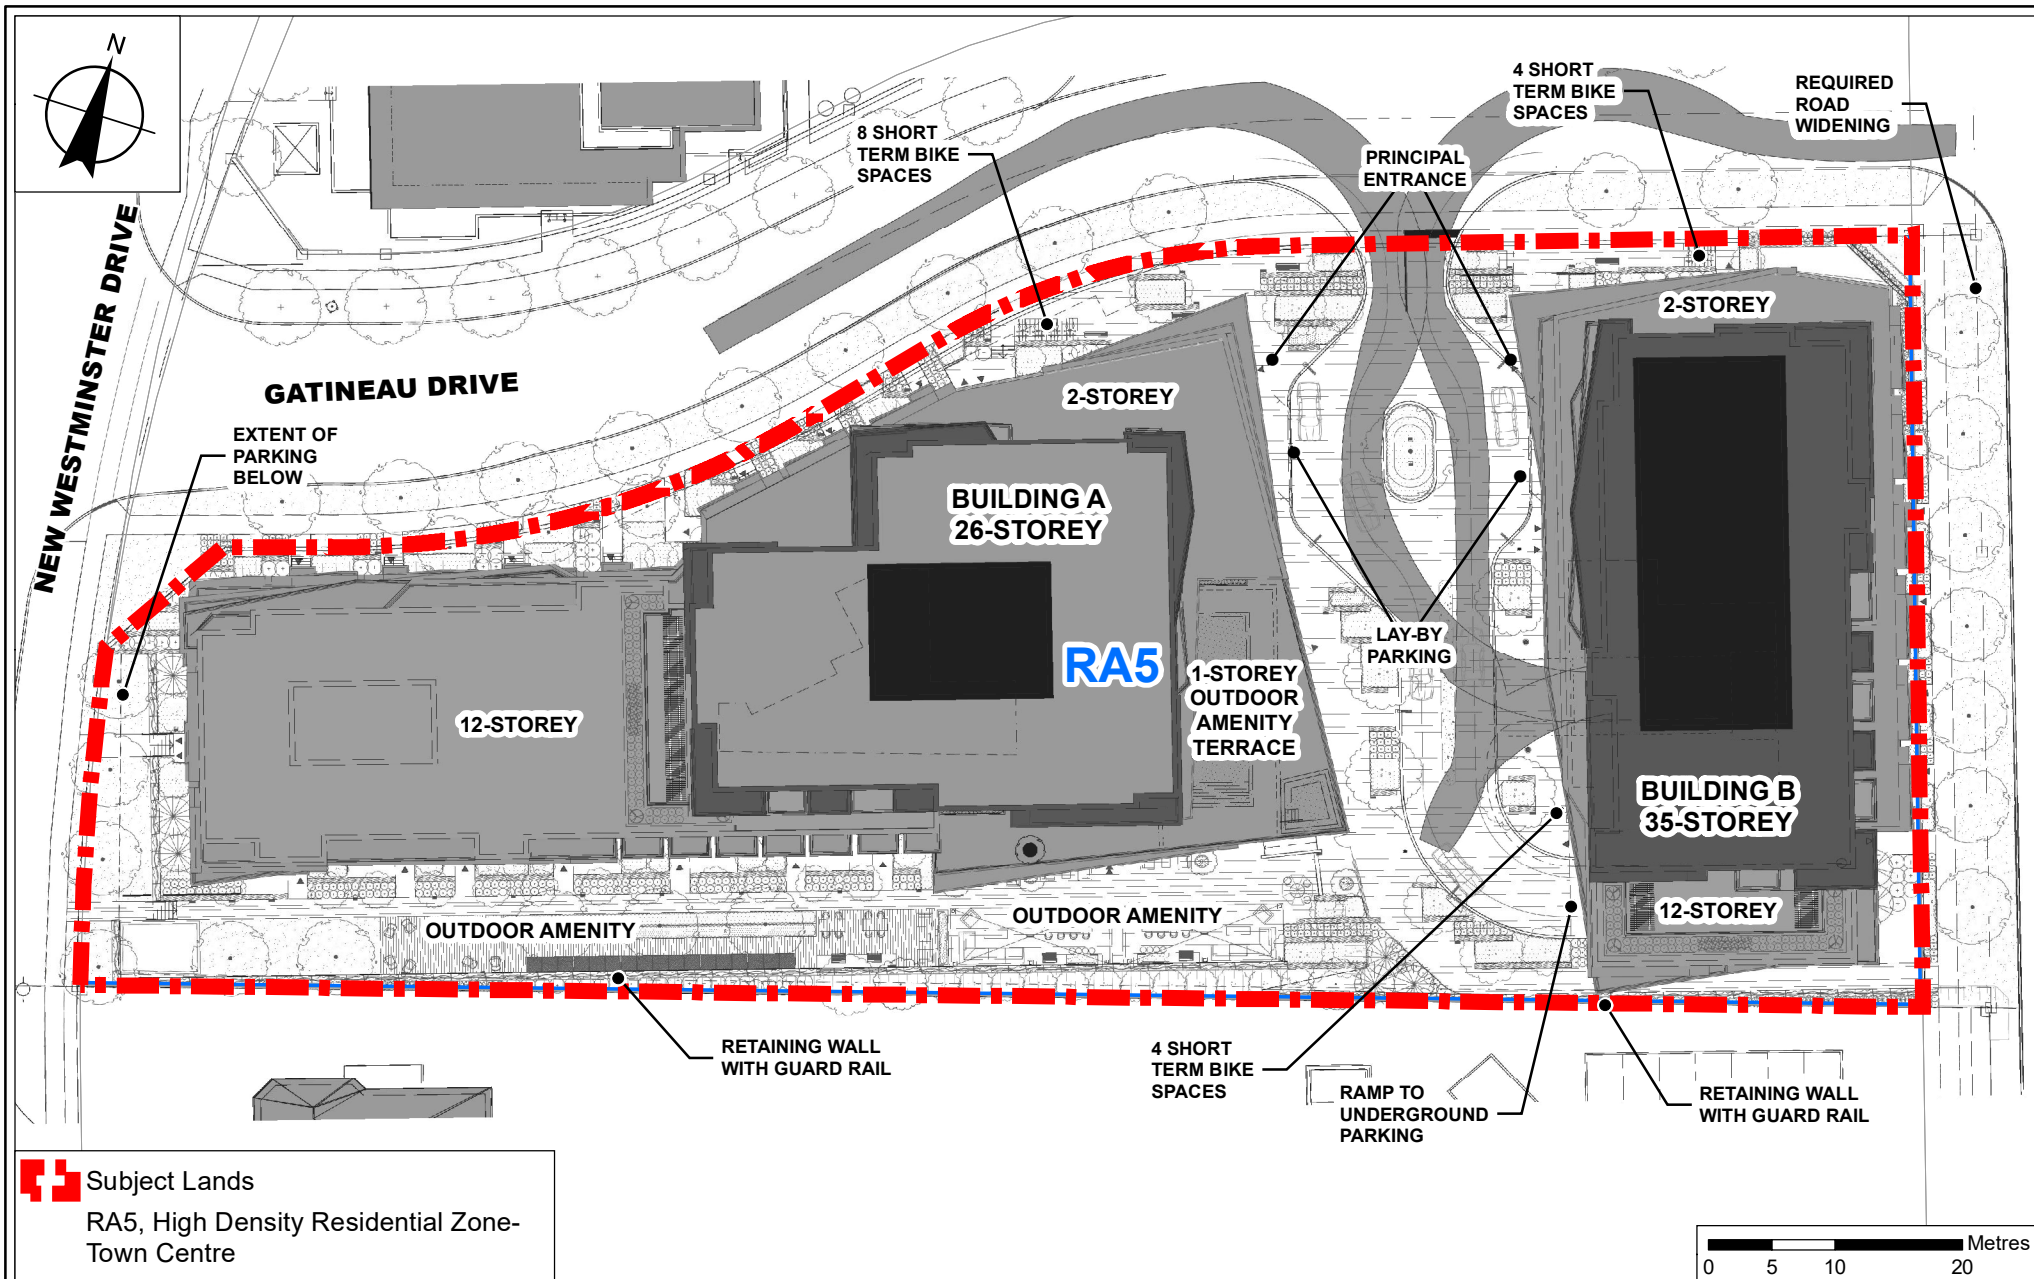 N
8 SHORT
TERM BIKE
SPACES
PRINCIPAL
ENTRANCE
4 SHORT
TERM BIKE
SPACES
REQUIRED
ROAD
WIDENING
NEW WESTMINSTER DRIVE
GATINEAU DRIVE
EXTENT OF
PARKING
BELOW
2-STOREY
2-STOREY
BUILDING A
26-STOREY
RA5
1-STOREY
OUTDOOR
AMENITY
TERRACE
LAY-BY
PARKING
12-STOREY
BUILDING B
35-STOREY
12-STOREY
OUTDOOR AMENITY
OUTDOOR AMENITY
RETAINING WALL
WITH GUARD RAIL
4 SHORT
TERM BIKE
SPACES
RAMP TO
UNDERGROUND
PARKING
RETAINING WALL
WITH GUARD RAIL
Subject Lands
RA5, High Density Residential Zone-
Town Centre
Metres
0 5 10 20